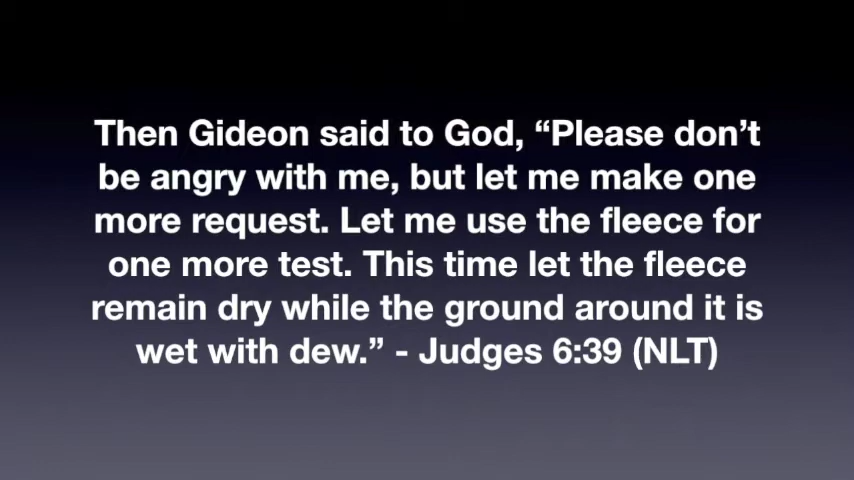 Then Gideon said to God, “Please don’t
be angry with me, but let me make one
more request. Let me use the fleece for
one more test. This time let the fleece
remain dry while the ground around it is
wet with dew.” - Judges 6:39 (NLT)